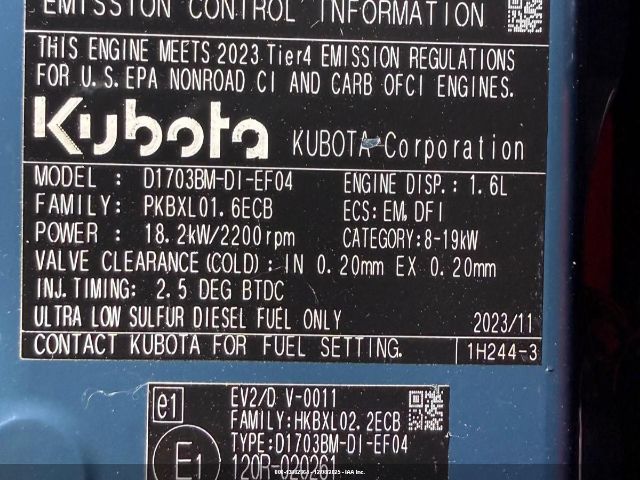 EMISSION CONTROL INFORMATION
THIS ENGINE MEETS 2023 Tier4 EMISSION REGULATIONS
FOR U.S.EPA NONROAD CI AND CARB OFCI ENGINES.
Kubota KUBOTA Corporation
MODEL : D1703BM-DI-EF04 ENGINE DISP.: 1.6L
FAMILY: PKBXL01.6ECB ECS:EM,DFI
POWER : 18.2kW/2200rpm CATEGORY:8-19kW
VALVE CLEARANCE(COLD): IN 0.20mm EX 0.20mm
INJ.TIMING: 2.5 DEG BTDC
ULTRA LOW SULFUR DIESEL FUEL ONLY 2023/11
CONTACT KUBOTA FOR FUEL SETTING. 1H244-3
e1 EV2/D V-0011
FAMILY:HKBXL02.2ECB
TYPE:D1703BM-DI-EF04
E1 120R-020261